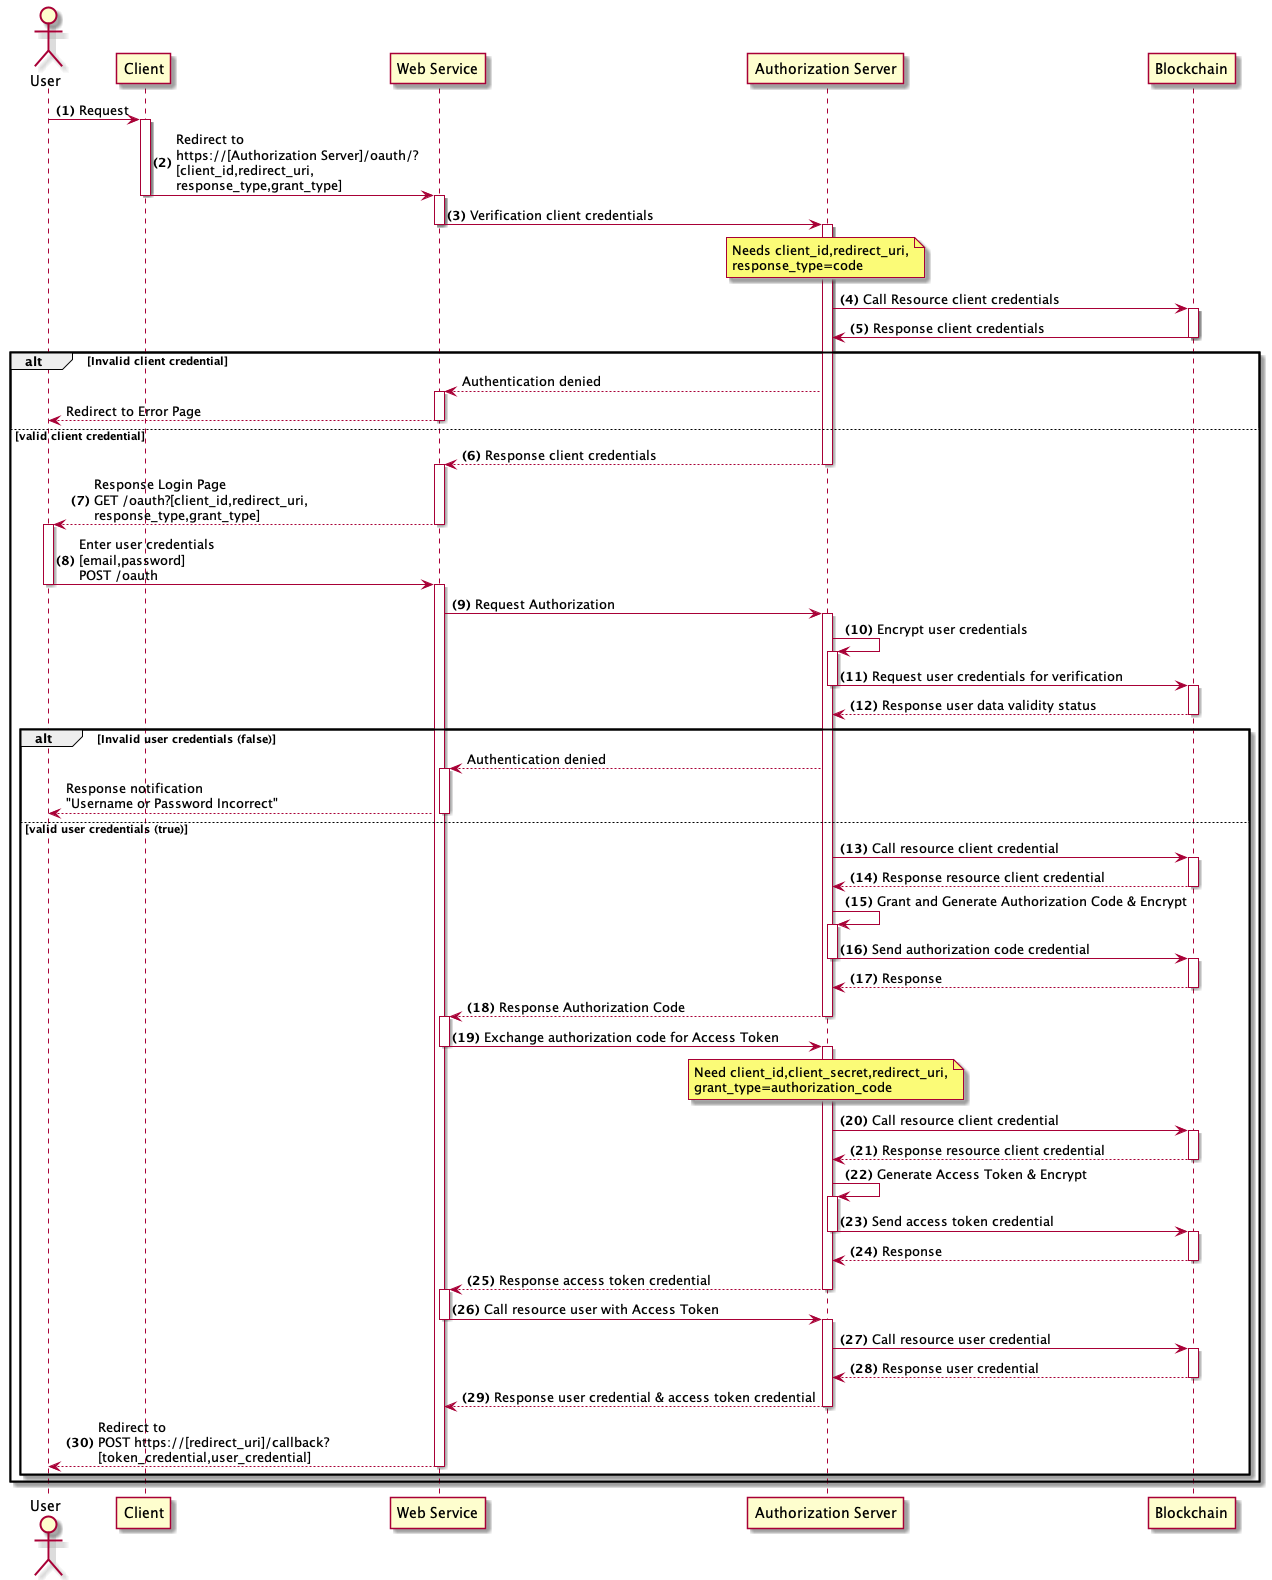 User
Client
Web Service
Authorization Server
Blockchain
(1) Request
Redirect to
https://[Authorization Server]/oauth/?
(2)
[client_id,redirect_uri,
response_type,grant_type]
(3) Verification client credentials
Needs client_id,redirect_uri,
response_type=code
(4) Call Resource client credentials
(5) Response client credentials
alt [Invalid client credential]
Authentication denied
Redirect to Error Page
[valid client credential]
(6) Response client credentials
Response Login Page
(7) GET /oauth?[client_id,redirect_uri,
response_type,grant_type]
Enter user credentials
(8) [email,password]
POST /oauth
(9) Request Authorization
(10) Encrypt user credentials
(11) Request user credentials for verification
(12) Response user data validity status
alt [Invalid user credentials (false)]
Authentication denied
Response notification
"Username or Password Incorrect"
[valid user credentials (true)]
(13) Call resource client credential
(14) Response resource client credential
(15) Grant and Generate Authorization Code & Encrypt
(16) Send authorization code credential
(17) Response
(18) Response Authorization Code
(19) Exchange authorization code for Access Token
Need client_id,client_secret,redirect_uri,
grant_type=authorization_code
(20) Call resource client credential
(21) Response resource client credential
(22) Generate Access Token & Encrypt
(23) Send access token credential
(24) Response
(25) Response access token credential
(26) Call resource user with Access Token
(27) Call resource user credential
(28) Response user credential
(29) Response user credential & access token credential
Redirect to
(30) POST https://[redirect_uri]/callback?
[token_credential,user_credential]
User
Client
Web Service
Authorization Server
Blockchain